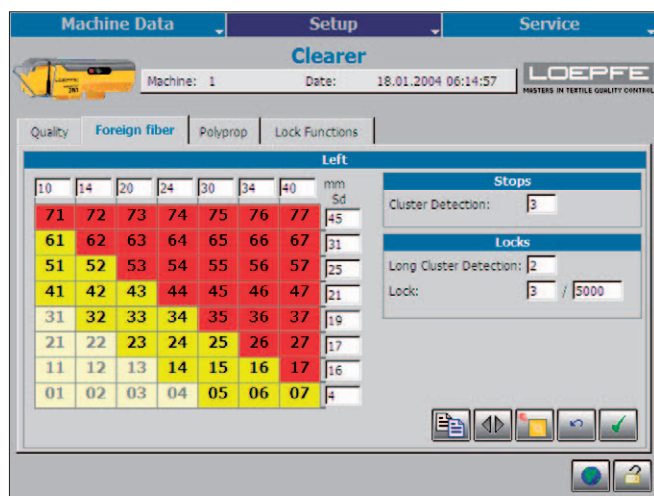 Machine Data Setup Service
Clearer
Machine: 1 Date: 18.01.2004 06:14:57
LOEPFE
MASTERS IN TEXTILE QUALITY CONTROL
Quality Foreign fiber Polyprop Lock Functions
Left
10 14 20 24 30 34 40 mm
Sd
71 72 73 74 75 76 77 45
61 62 63 64 65 66 67 31
51 52 53 54 55 56 57 25
41 42 43 44 45 46 47 21
31 32 33 34 35 36 37 19
21 22 23 24 25 26 27 17
11 12 13 14 15 16 17 16
01 02 03 04 05 06 07 4
Stops
Cluster Detection: 3
Locks
Long Cluster Detection: 2
Lock: 3 / 5000